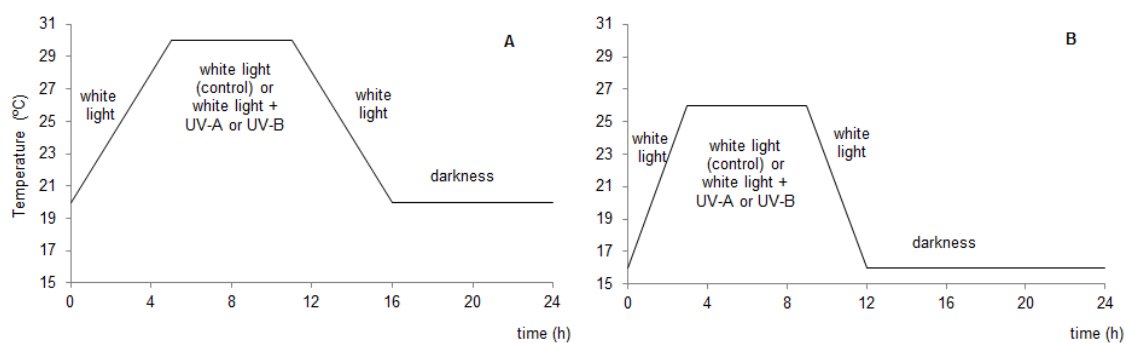 A
Temperature (ºC)
31
29
27
25
23
21
19
17
15
white
light
white light
(control) or
white light +
UV-A or UV-B
white
light
darkness
0
4
8
12
16
20
24
time (h)
B
31
29
27
25
23
21
19
17
15
white
light
white light
(control) or
white light +
UV-A or UV-B
white
light
darkness
0
4
8
12
16
20
24
time (h)